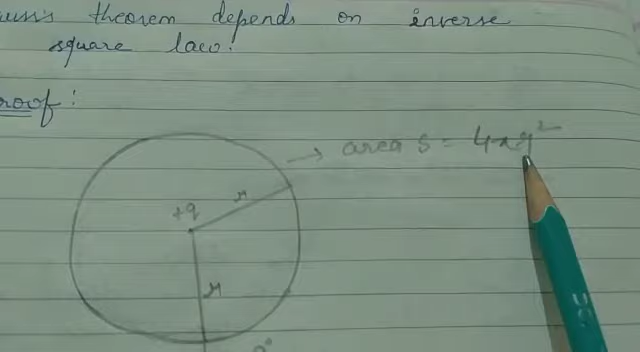 theorem depends on inverse
square law.
roof:
→ area S = 4πr²
+q
r
r